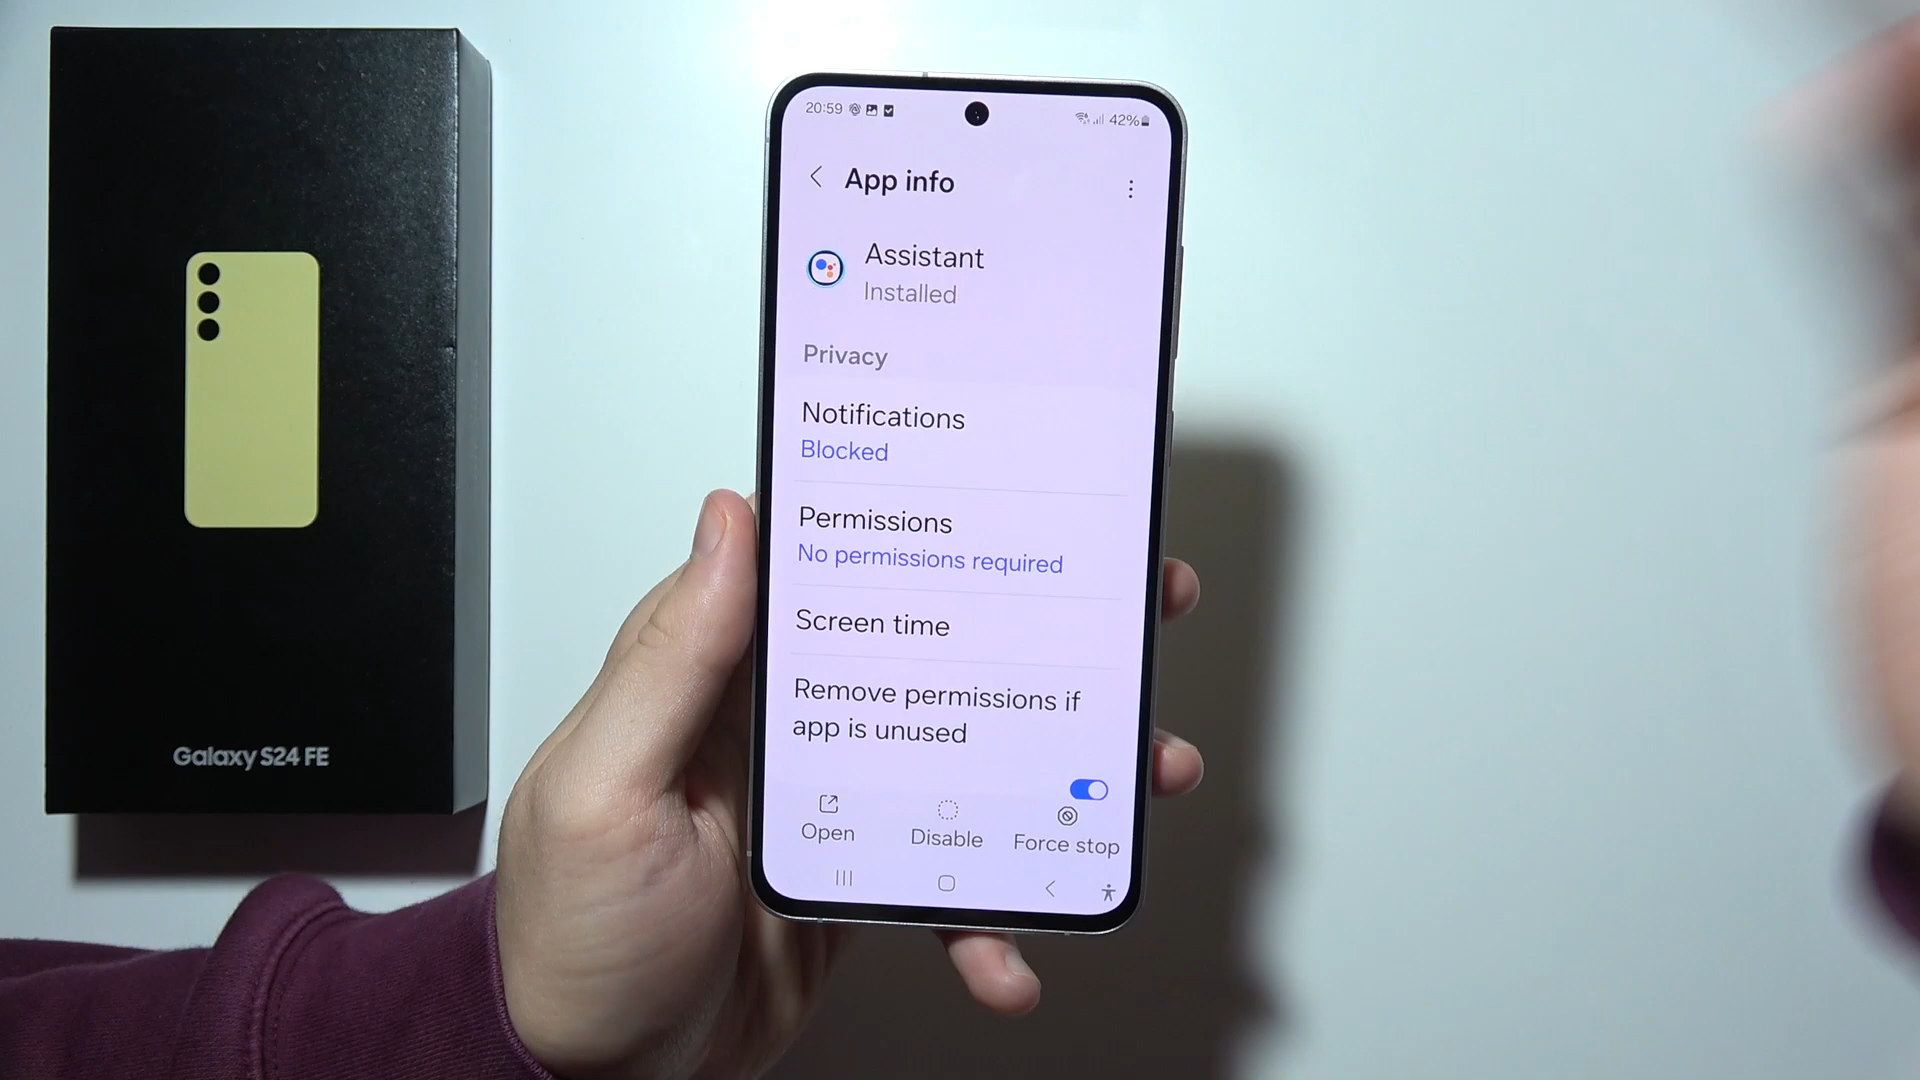 Galaxy S24 FE
20:59
42%
App info
Assistant
Installed
Privacy
Notifications
Blocked
Permissions
No permissions required
Screen time
Remove permissions if
app is unused
Open
Disable
Force stop